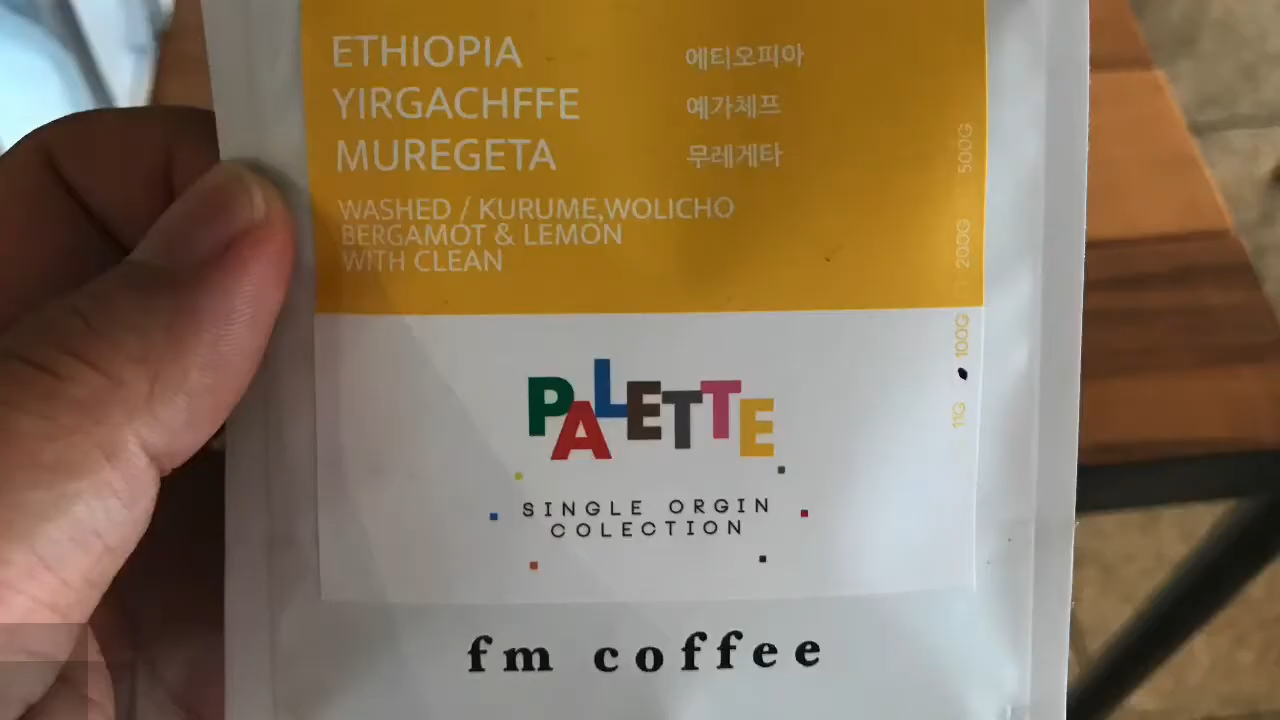 ETHIOPIA 에티오피아
YIRGACHFFE 예가체프
MUREGETA 무레게타
WASHED / KURUME,WOLICHO
BERGAMOT & LEMON
WITH CLEAN
11G 100G 200G 500G
PALETTE
SINGLE ORGIN
COLECTION
fm coffee